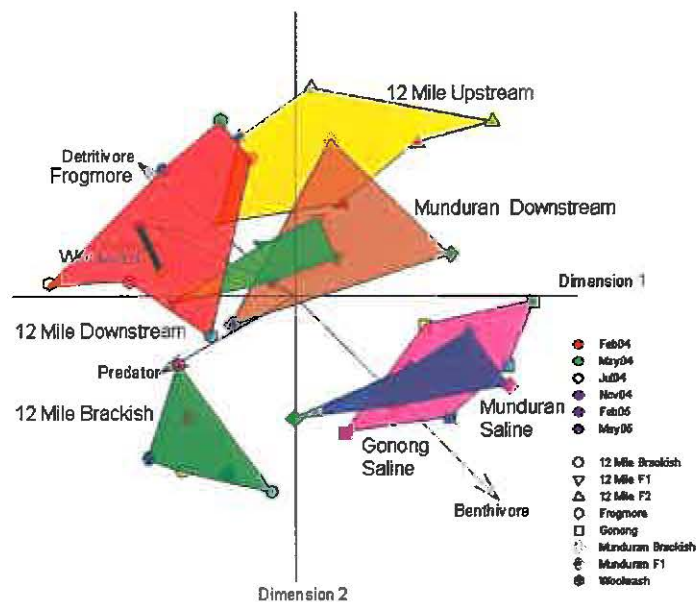 12 Mile Upstream
Detritivore
Frogmore
Munduran Downstream
Dimension 1
12 Mile Downstream
Predator
12 Mile Brackish
Munduran
Saline
Gonong
Saline
Benthivore
Dimension 2
Feb04
May04
Jul04
Nov04
Feb05
May05
12 Mile Brackish
12 Mile F1
12 Mile F2
Frogmore
Gonong
Munduran Brackish
Munduran F1
Woolwash